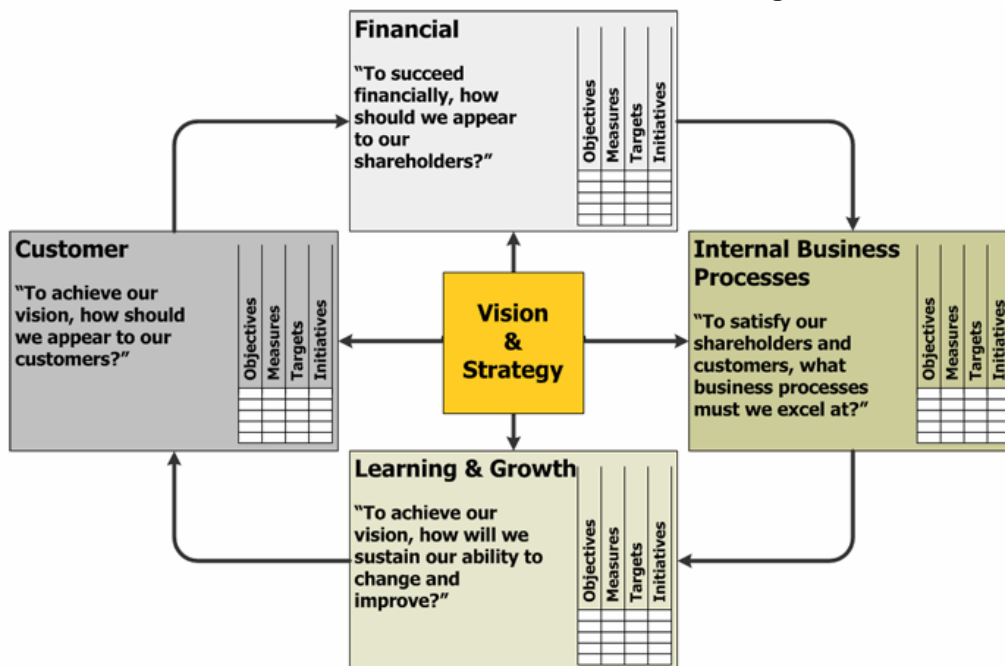 Financial
“To succeed
financially, how
should we appear
to our
shareholders?”
Objectives
Measures
Targets
Initiatives
Customer
“To achieve our
vision, how should
we appear to our
customers?”
Objectives
Measures
Targets
Initiatives
Vision
&
Strategy
Internal Business
Processes
“To satisfy our
shareholders and
customers, what
business processes
must we excel at?”
Objectives
Measures
Targets
Initiatives
Learning & Growth
“To achieve our
vision, how will we
sustain our ability to
change and
improve?”
Objectives
Measures
Targets
Initiatives